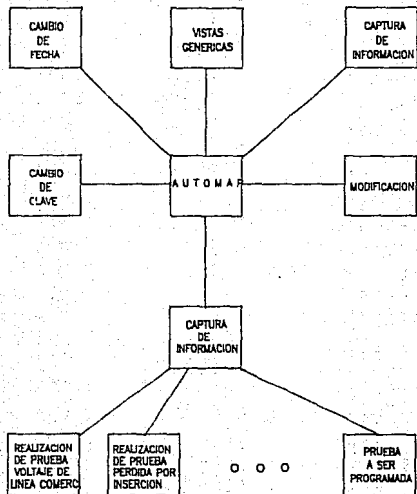 CAMBIO
DE
FECHA
VISTAS
GENERICAS
CAPTURA
DE
INFORMACION
CAMBIO
DE
CLAVE
AUTOMAP
MODIFICACION
CAPTURA
DE
INFORMACION
REALIZACION
DE PRUEBA
VOLTAJE DE
LINEA COMERC.
REALIZACION
DE PRUEBA
PERDIDA POR
INSERCION
o o o
PRUEBA
A SER
PROGRAMADA